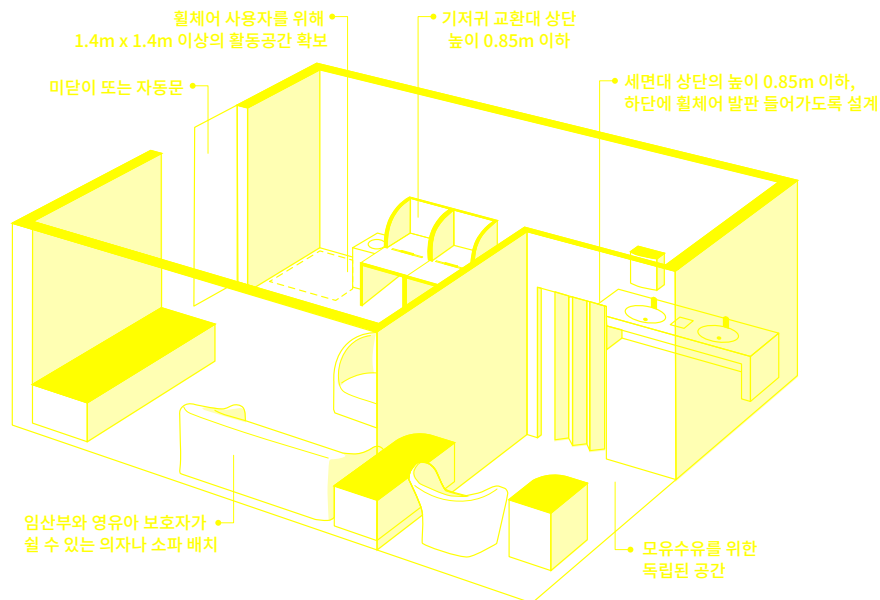 휠체어 사용자를 위해
1.4m x 1.4m 이상의 활동공간 확보
기저귀 교환대 상단
높이 0.85m 이하
미닫이 또는 자동문
세면대 상단의 높이 0.85m 이하,
하단에 휠체어 발판 들어가도록 설계
임산부와 영유아 보호자가
쉴 수 있는 의자나 소파 배치
모유수유를 위한
독립된 공간